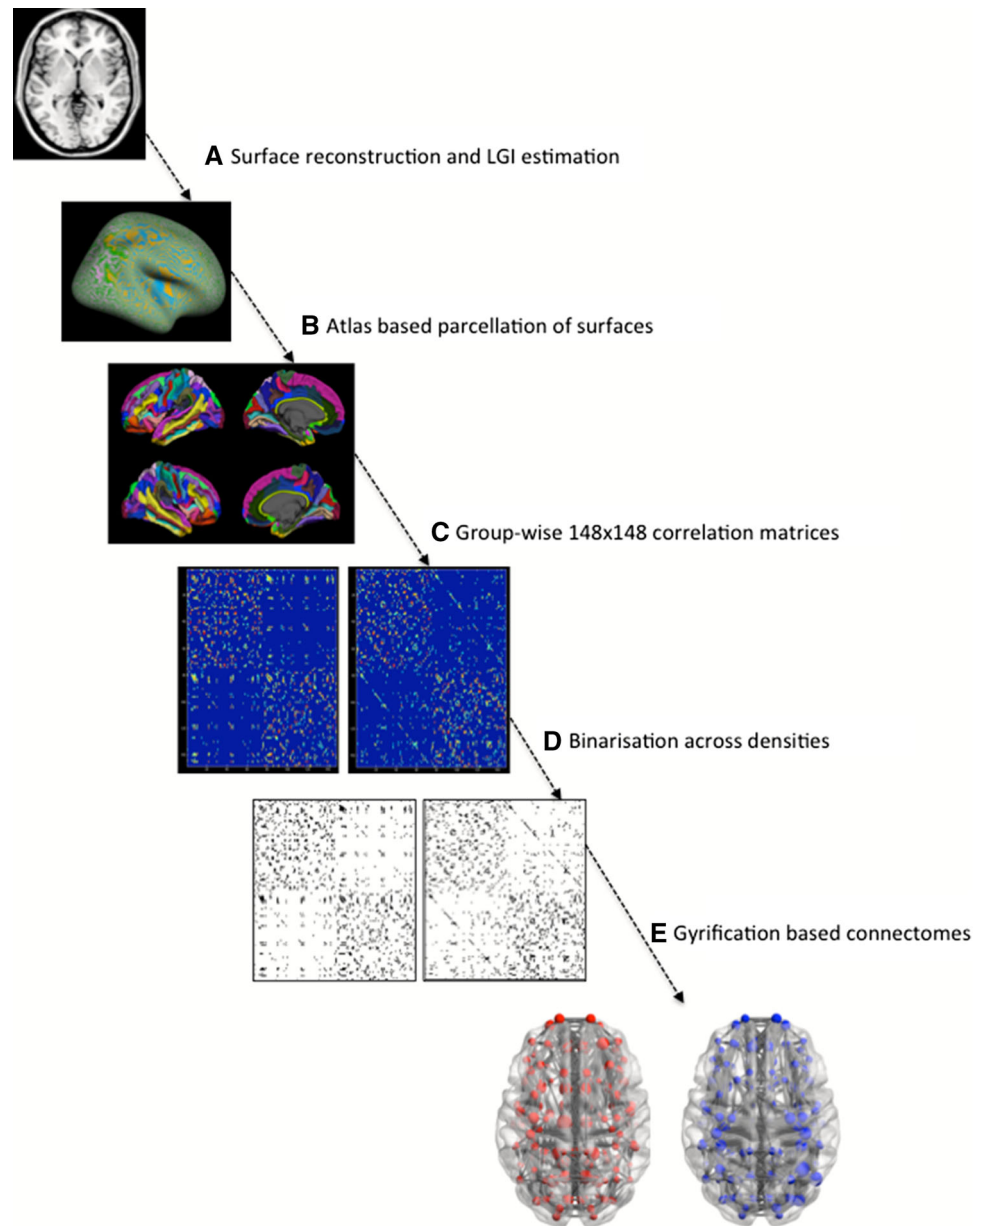 A Surface reconstruction and LGI estimation
B Atlas based parcellation of surfaces
C Group-wise 148x148 correlation matrices
D Binarisation across densities
E Gyrification based connectomes